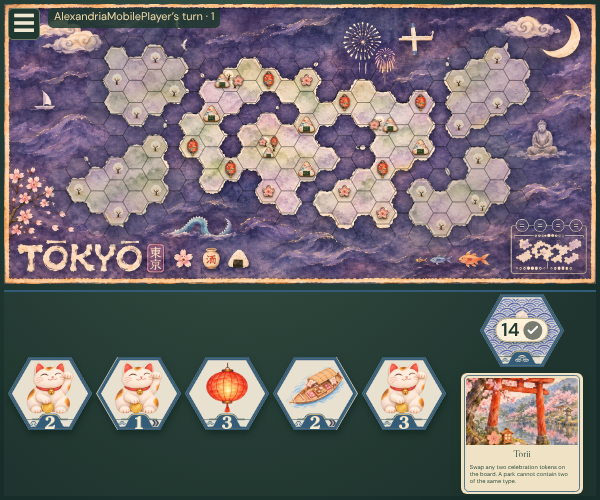 AlexandriaMobilePlayer's turn · 1
TŌKYŌ
東京
酒
14
2
1
3
2
3
Torii
Swap any two celebration tokens on
the board. A park cannot contain two
of the same type.